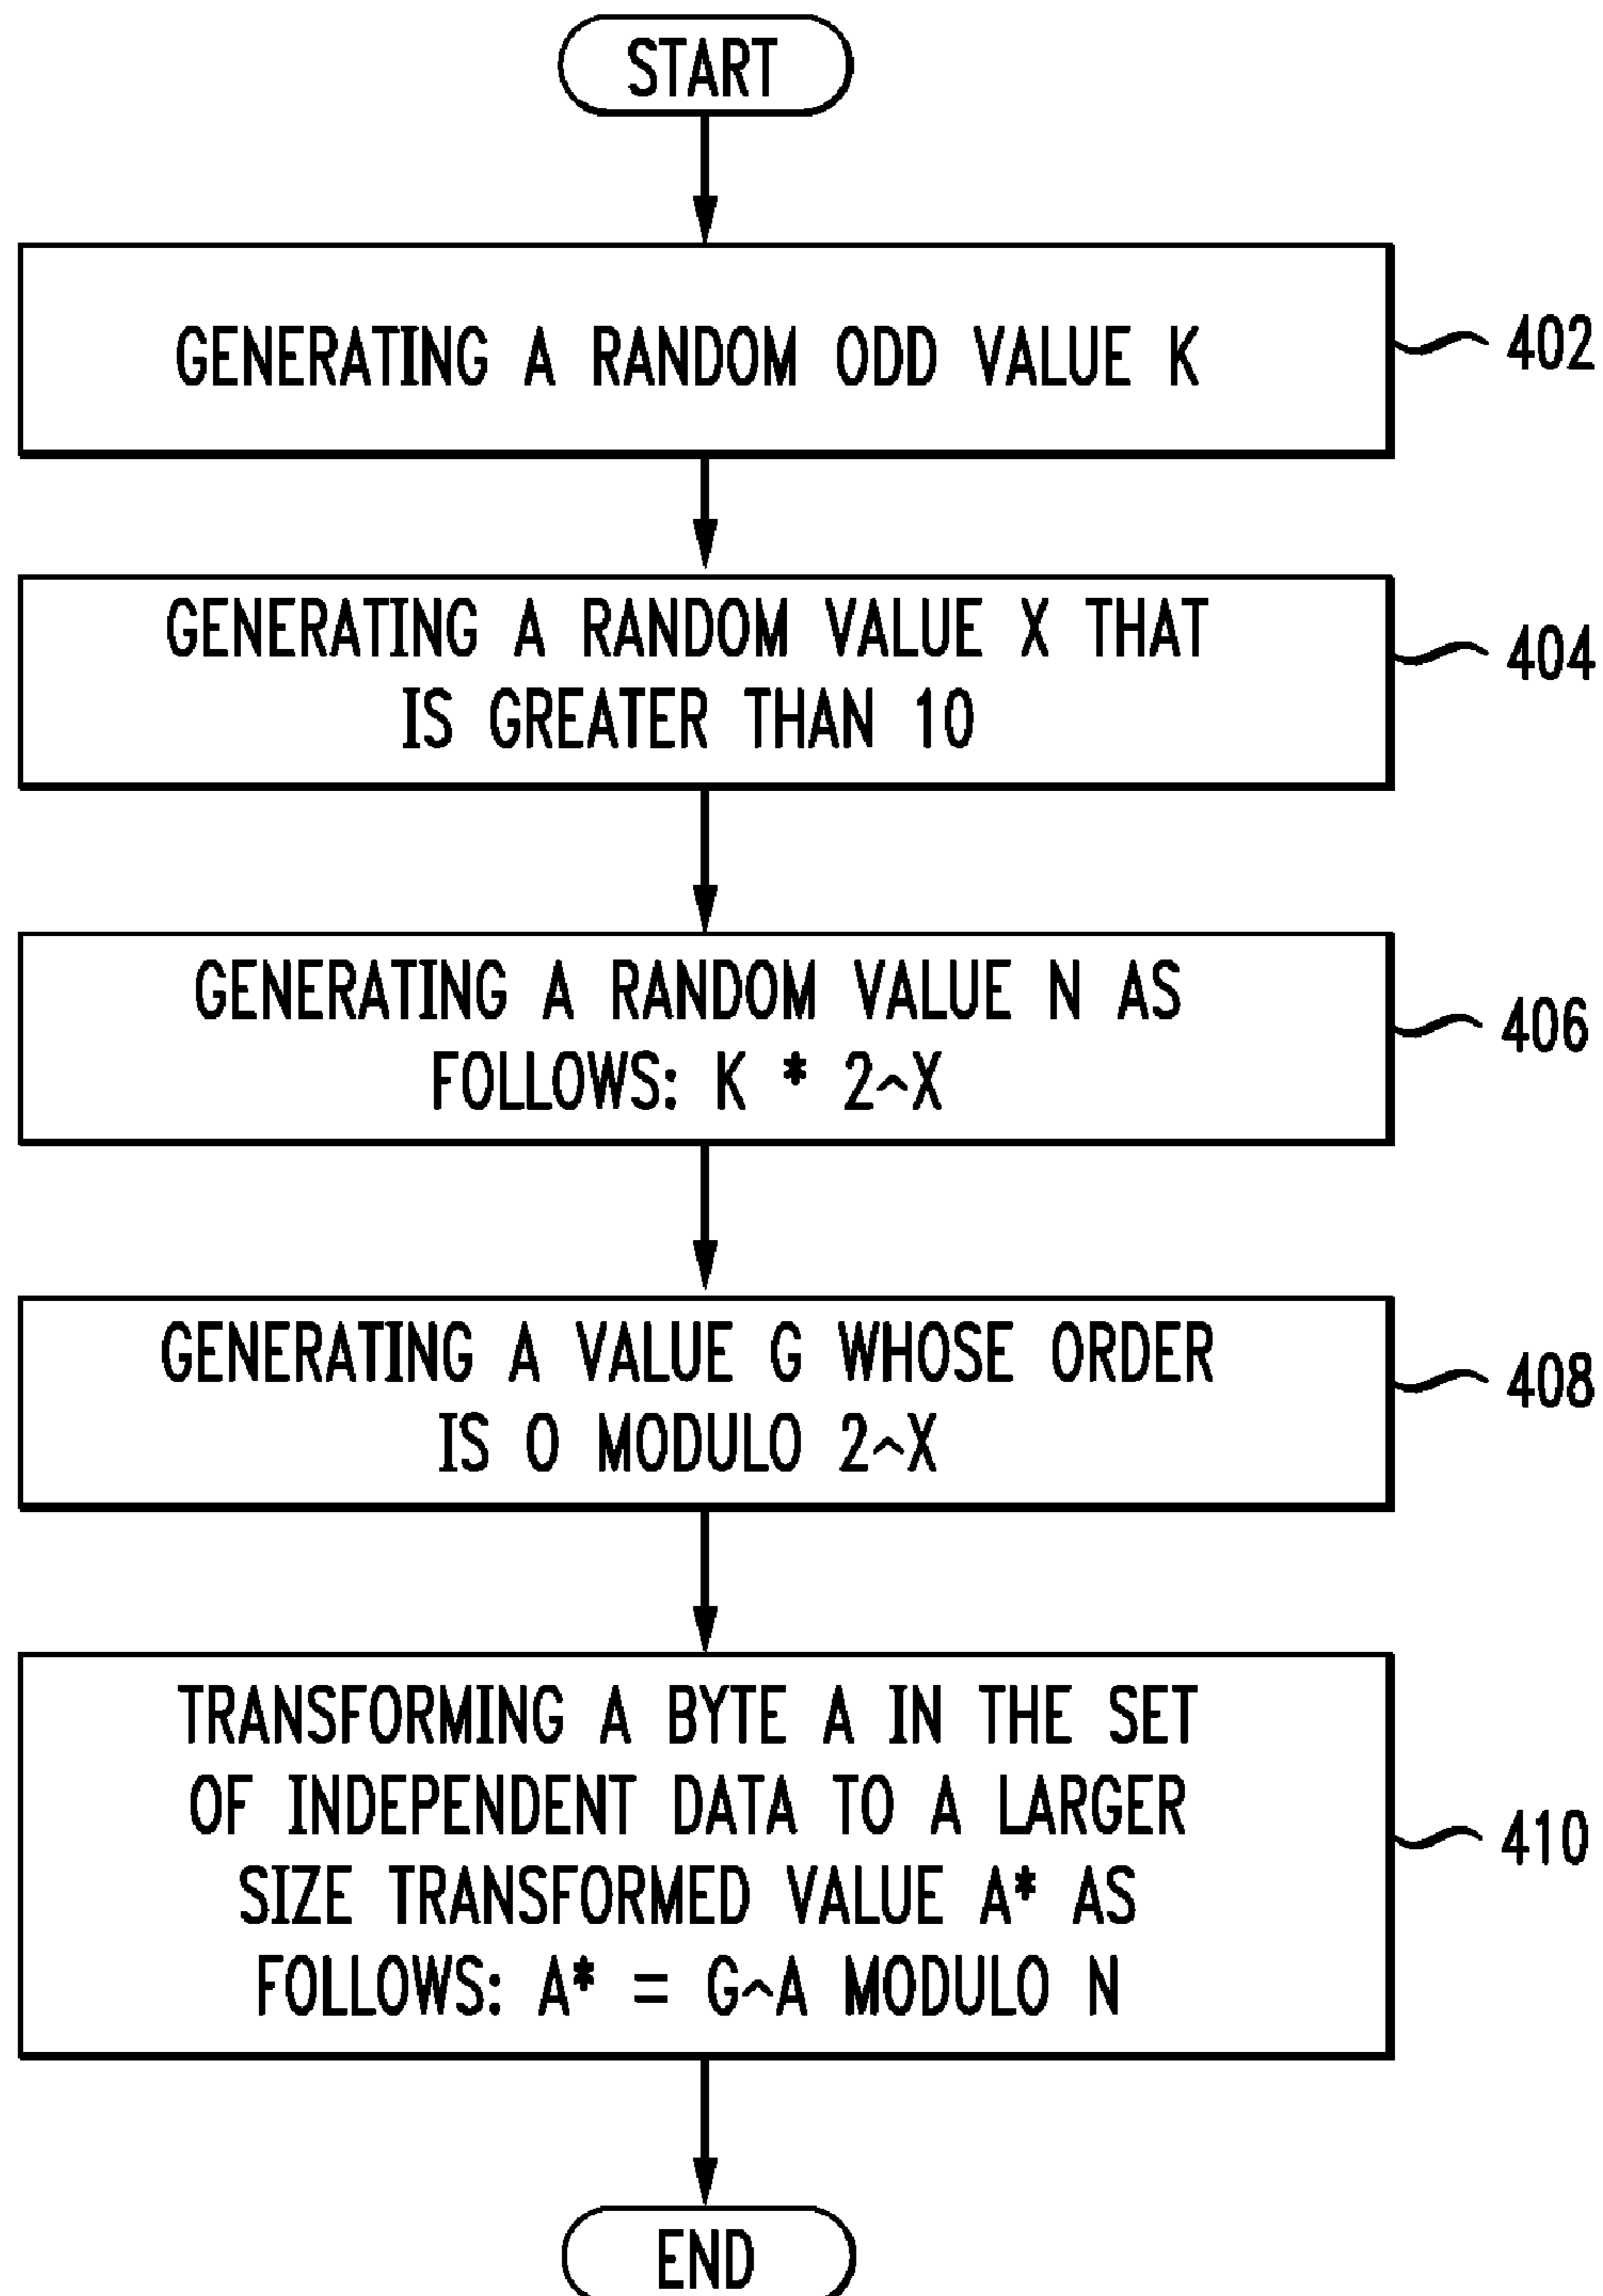 START
GENERATING A RANDOM ODD VALUE K
402
GENERATING A RANDOM VALUE X THAT
IS GREATER THAN 10
404
GENERATING A RANDOM VALUE N AS
FOLLOWS: K * 2^X
406
GENERATING A VALUE G WHOSE ORDER
IS 0 MODULO 2^X
408
TRANSFORMING A BYTE A IN THE SET
OF INDEPENDENT DATA TO A LARGER
SIZE TRANSFORMED VALUE A* AS
FOLLOWS: A* = G^A MODULO N
410
END